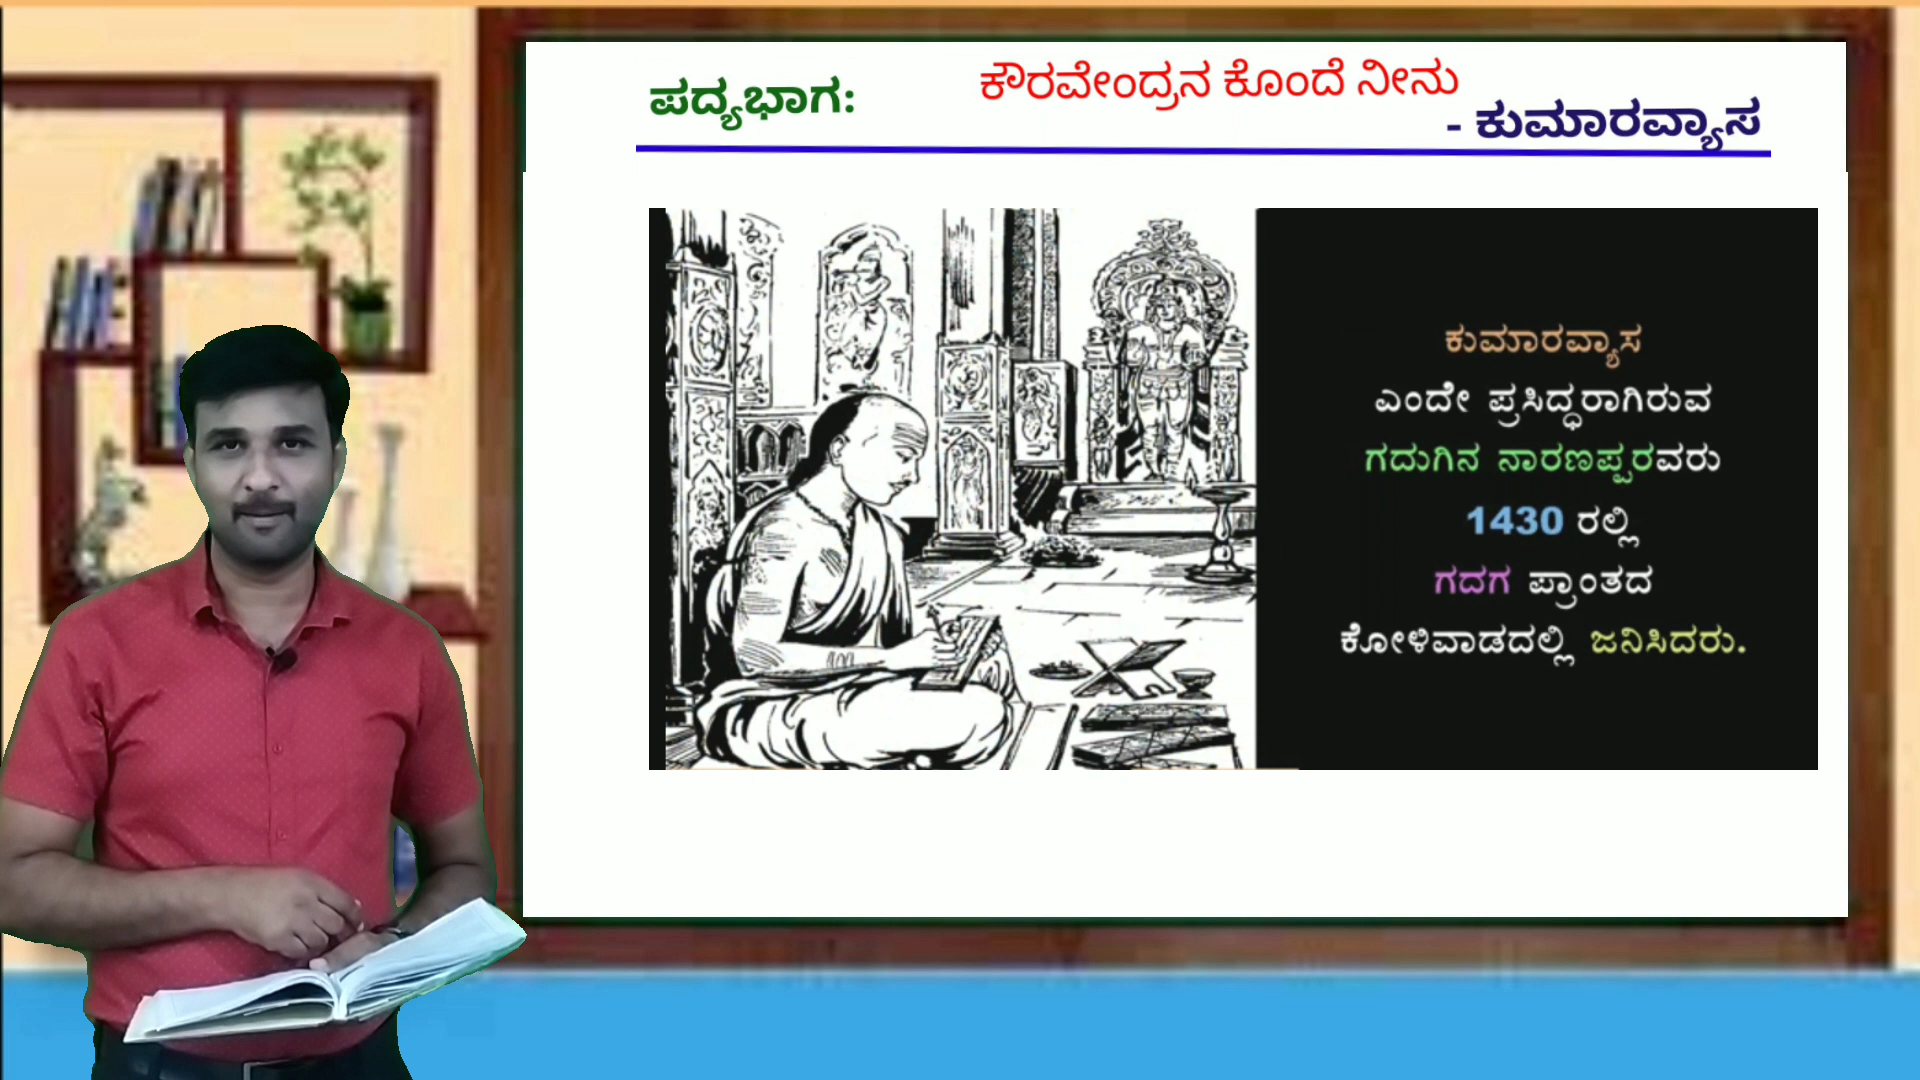 ಪದ್ಯಭಾಗ:
ಕೌರವೇಂದ್ರನ ಕೊಂದೆ ನೀನು
- ಕುಮಾರವ್ಯಾಸ
ಕುಮಾರವ್ಯಾಸ
ಎಂದೇ ಪ್ರಸಿದ್ಧರಾಗಿರುವ
ಗದುಗಿನ ನಾರಣಪ್ಪರವರು
1430 ರಲ್ಲಿ
ಗದಗ ಪ್ರಾಂತದ
ಕೋಳಿವಾಡದಲ್ಲಿ ಜನಿಸಿದರು.